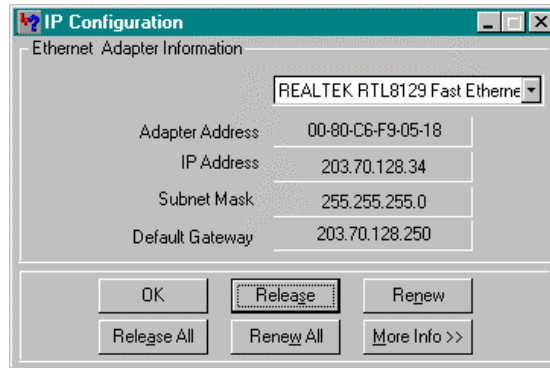 IP Configuration
Ethernet Adapter Information
REALTEK RTL8129 Fast Etherne
Adapter Address 00-80-C6-F9-05-18
IP Address 203.70.128.34
Subnet Mask 255.255.255.0
Default Gateway 203.70.128.250
OK Release Renew
Release All Renew All More Info >>